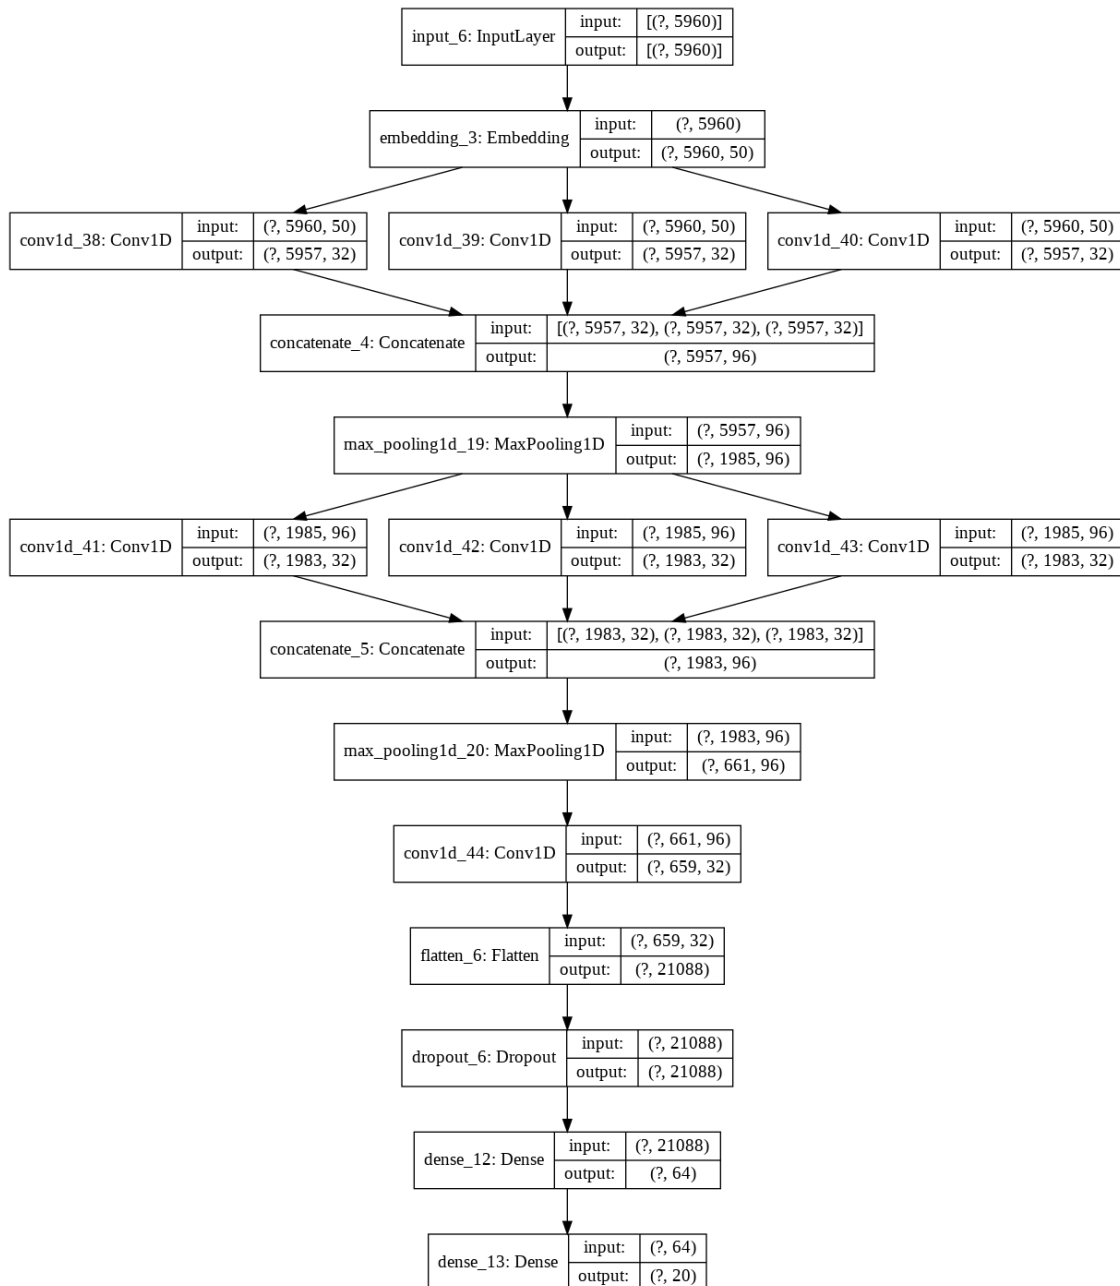 input_6: InputLayer
input: [(?, 5960)]
output: [(?, 5960)]
embedding_3: Embedding
input: (?, 5960)
output: (?, 5960, 50)
conv1d_38: Conv1D
input: (?, 5960, 50)
output: (?, 5957, 32)
conv1d_39: Conv1D
input: (?, 5960, 50)
output: (?, 5957, 32)
conv1d_40: Conv1D
input: (?, 5960, 50)
output: (?, 5957, 32)
concatenate_4: Concatenate
input: [(?, 5957, 32), (?, 5957, 32), (?, 5957, 32)]
output: (?, 5957, 96)
max_pooling1d_19: MaxPooling1D
input: (?, 5957, 96)
output: (?, 1985, 96)
conv1d_41: Conv1D
input: (?, 1985, 96)
output: (?, 1983, 32)
conv1d_42: Conv1D
input: (?, 1985, 96)
output: (?, 1983, 32)
conv1d_43: Conv1D
input: (?, 1985, 96)
output: (?, 1983, 32)
concatenate_5: Concatenate
input: [(?, 1983, 32), (?, 1983, 32), (?, 1983, 32)]
output: (?, 1983, 96)
max_pooling1d_20: MaxPooling1D
input: (?, 1983, 96)
output: (?, 661, 96)
conv1d_44: Conv1D
input: (?, 661, 96)
output: (?, 659, 32)
flatten_6: Flatten
input: (?, 659, 32)
output: (?, 21088)
dropout_6: Dropout
input: (?, 21088)
output: (?, 21088)
dense_12: Dense
input: (?, 21088)
output: (?, 64)
dense_13: Dense
input: (?, 64)
output: (?, 20)